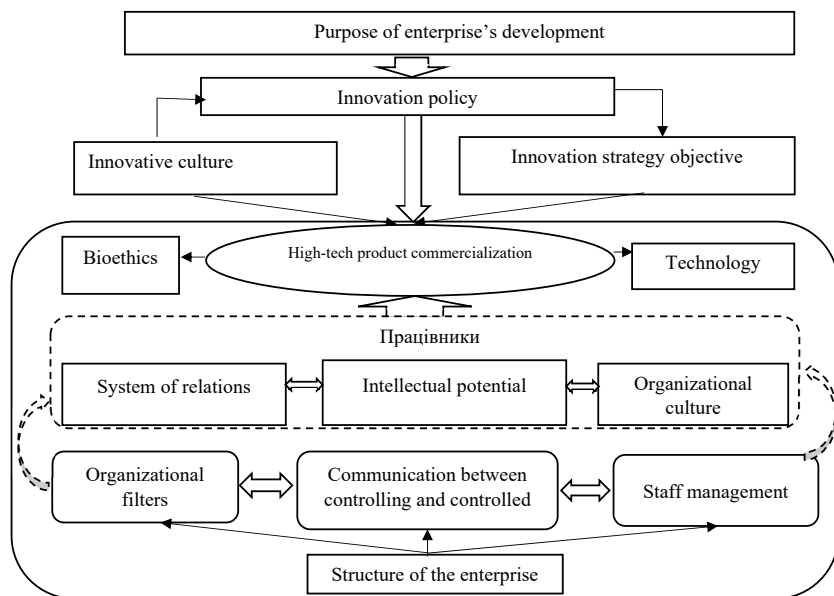 Purpose of enterprise’s development
Innovation policy
Innovative culture
Innovation strategy objective
High-tech product commercialization
Bioethics
Technology
Працівники
System of relations
Intellectual potential
Organizational
culture
Organizational
filters
Communication between
controlling and controlled
Staff management
Structure of the enterprise